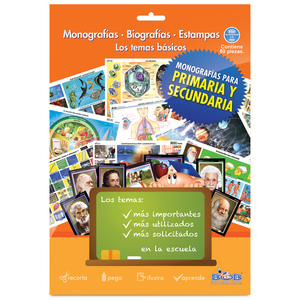 Monografías · Biografías · Estampas
Los temas básicos
Contiene
60 piezas.
MONOGRAFÍAS PARA
PRIMARIA Y
SECUNDARIA
Los temas:
✓más importantes
✓más utilizados
✓más solicitados
en la escuela
recorta
pega
ilustra
aprende